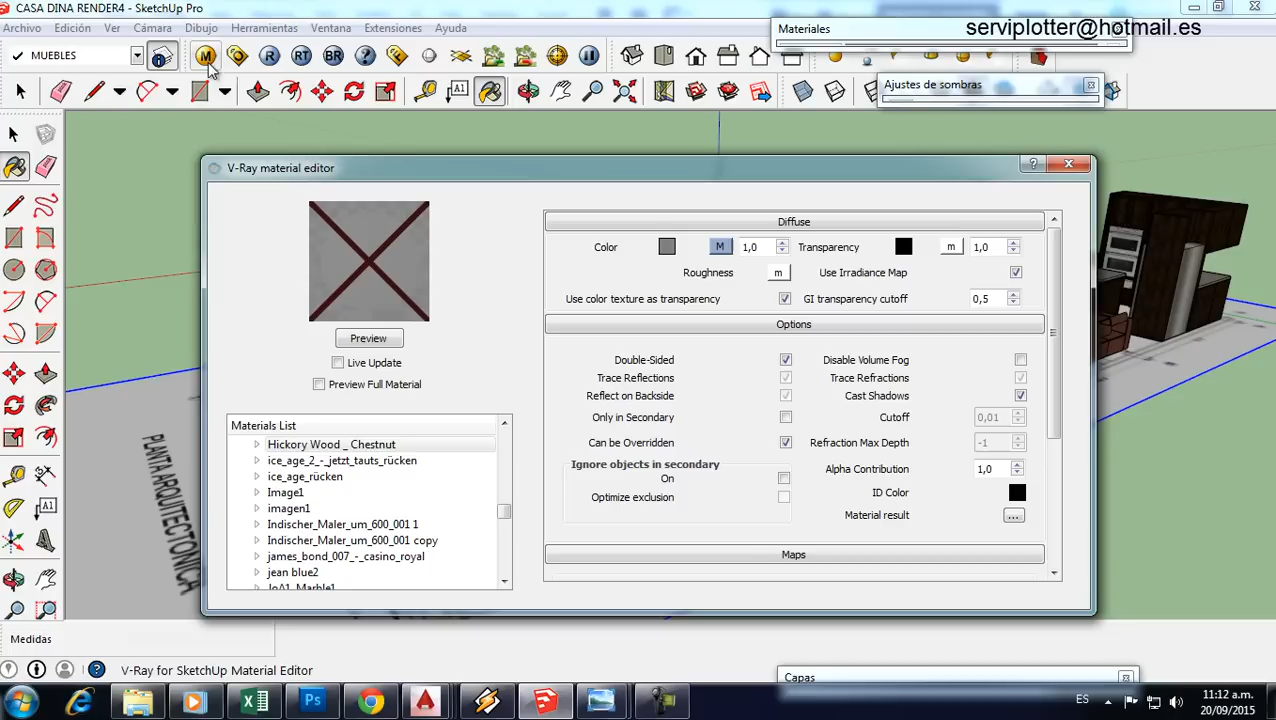 CASA DINA RENDER4 - SketchUp Pro
Archivo Edición Ver Cámara Dibujo Herramientas Ventana Extensiones Ayuda
Materiales
serviplotter@hotmail.es
MUEBLES
M
R
RT
BR
Ajustes de sombras
A1
V-Ray material editor
Diffuse
Color
M
1,0
Transparency
m
1,0
Roughness
m
Use Irradiance Map
Use color texture as transparency
GI transparency cutoff
0,5
Preview
Options
Live Update
Double-Sided
Disable Volume Fog
Preview Full Material
Trace Reflections
Trace Refractions
Reflect on Backside
Cast Shadows
Only in Secondary
Cutoff
0,01
Materials List
Can be Overridden
Refraction Max Depth
-1
Hickory Wood _ Chestnut
ice_age_2_-_jetzt_tauts_rücken
ice_age_rücken
Image1
imagen1
Indischer_Maler_um_600_001 1
Indischer_Maler_um_600_001 copy
james_bond_007_-_casino_royal
jean blue2
JoA1_Marble1
Ignore objects in secondary
On
Alpha Contribution
1,0
Optimize exclusion
ID Color
Material result
...
Maps
PLANTA ARQUITECTONICA
A1
Medidas
V-Ray for SketchUp Material Editor
Capas
Ps
ES
11:12 a.m.
20/09/2015